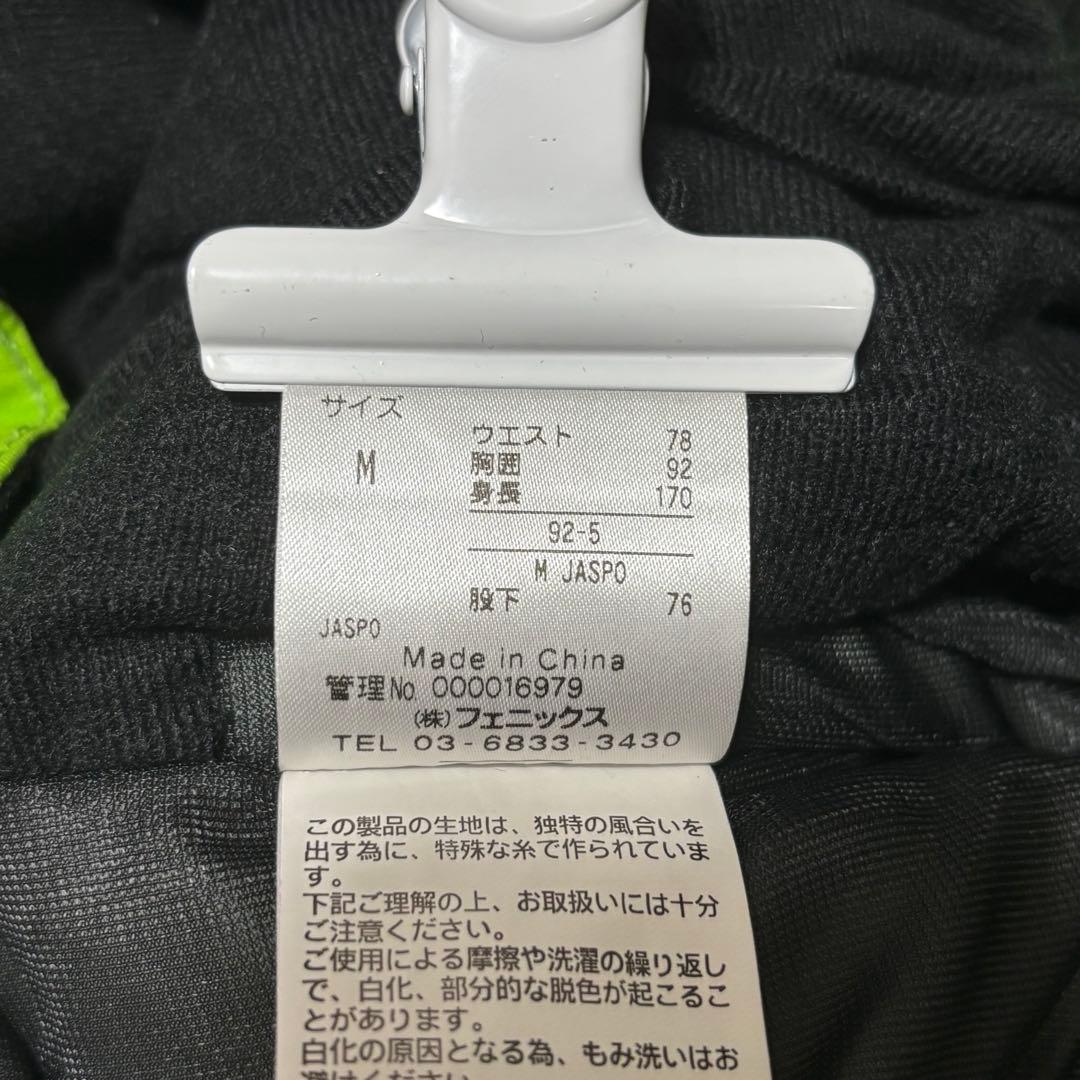 サイズ
M
ウエスト 78
胸囲 92
身長 170
92-5
M JASPO
股下 76
JASPO
Made in China
管理No. 000016979
(株)フェニックス
TEL 03-6833-3430
この製品の生地は、独特の風合いを
出す為に、特殊な糸で作られていま
す。
下記ご理解の上、お取扱いには十分
ご注意ください。
ご使用による摩擦や洗濯の繰り返し
で、白化、部分的な脱色が起こるこ
とがあります。
白化の原因となる為、もみ洗いはお
避けください。